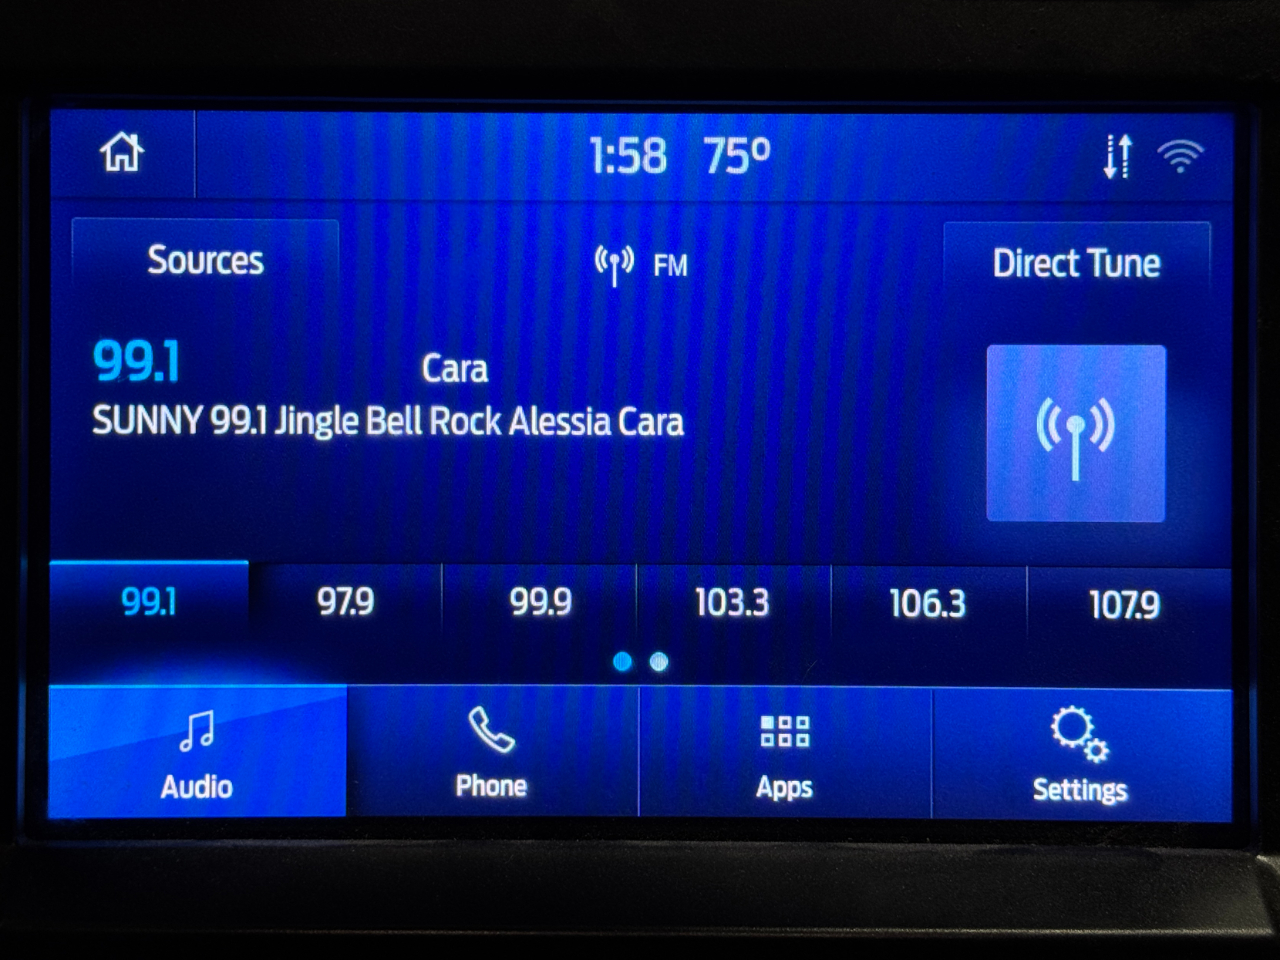 1:58 75°
Sources
FM
Direct Tune
99.1 Cara
SUNNY 99.1 Jingle Bell Rock Alessia Cara
99.1 97.9 99.9 103.3 106.3 107.9
Audio Phone Apps Settings